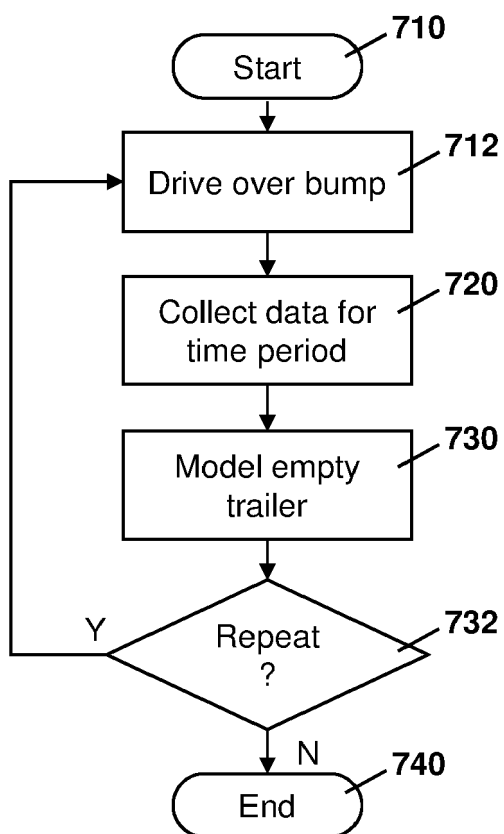 710
Start
712
Drive over bump
720
Collect data for
time period
730
Model empty
trailer
Y
Repeat
?
732
N
740
End